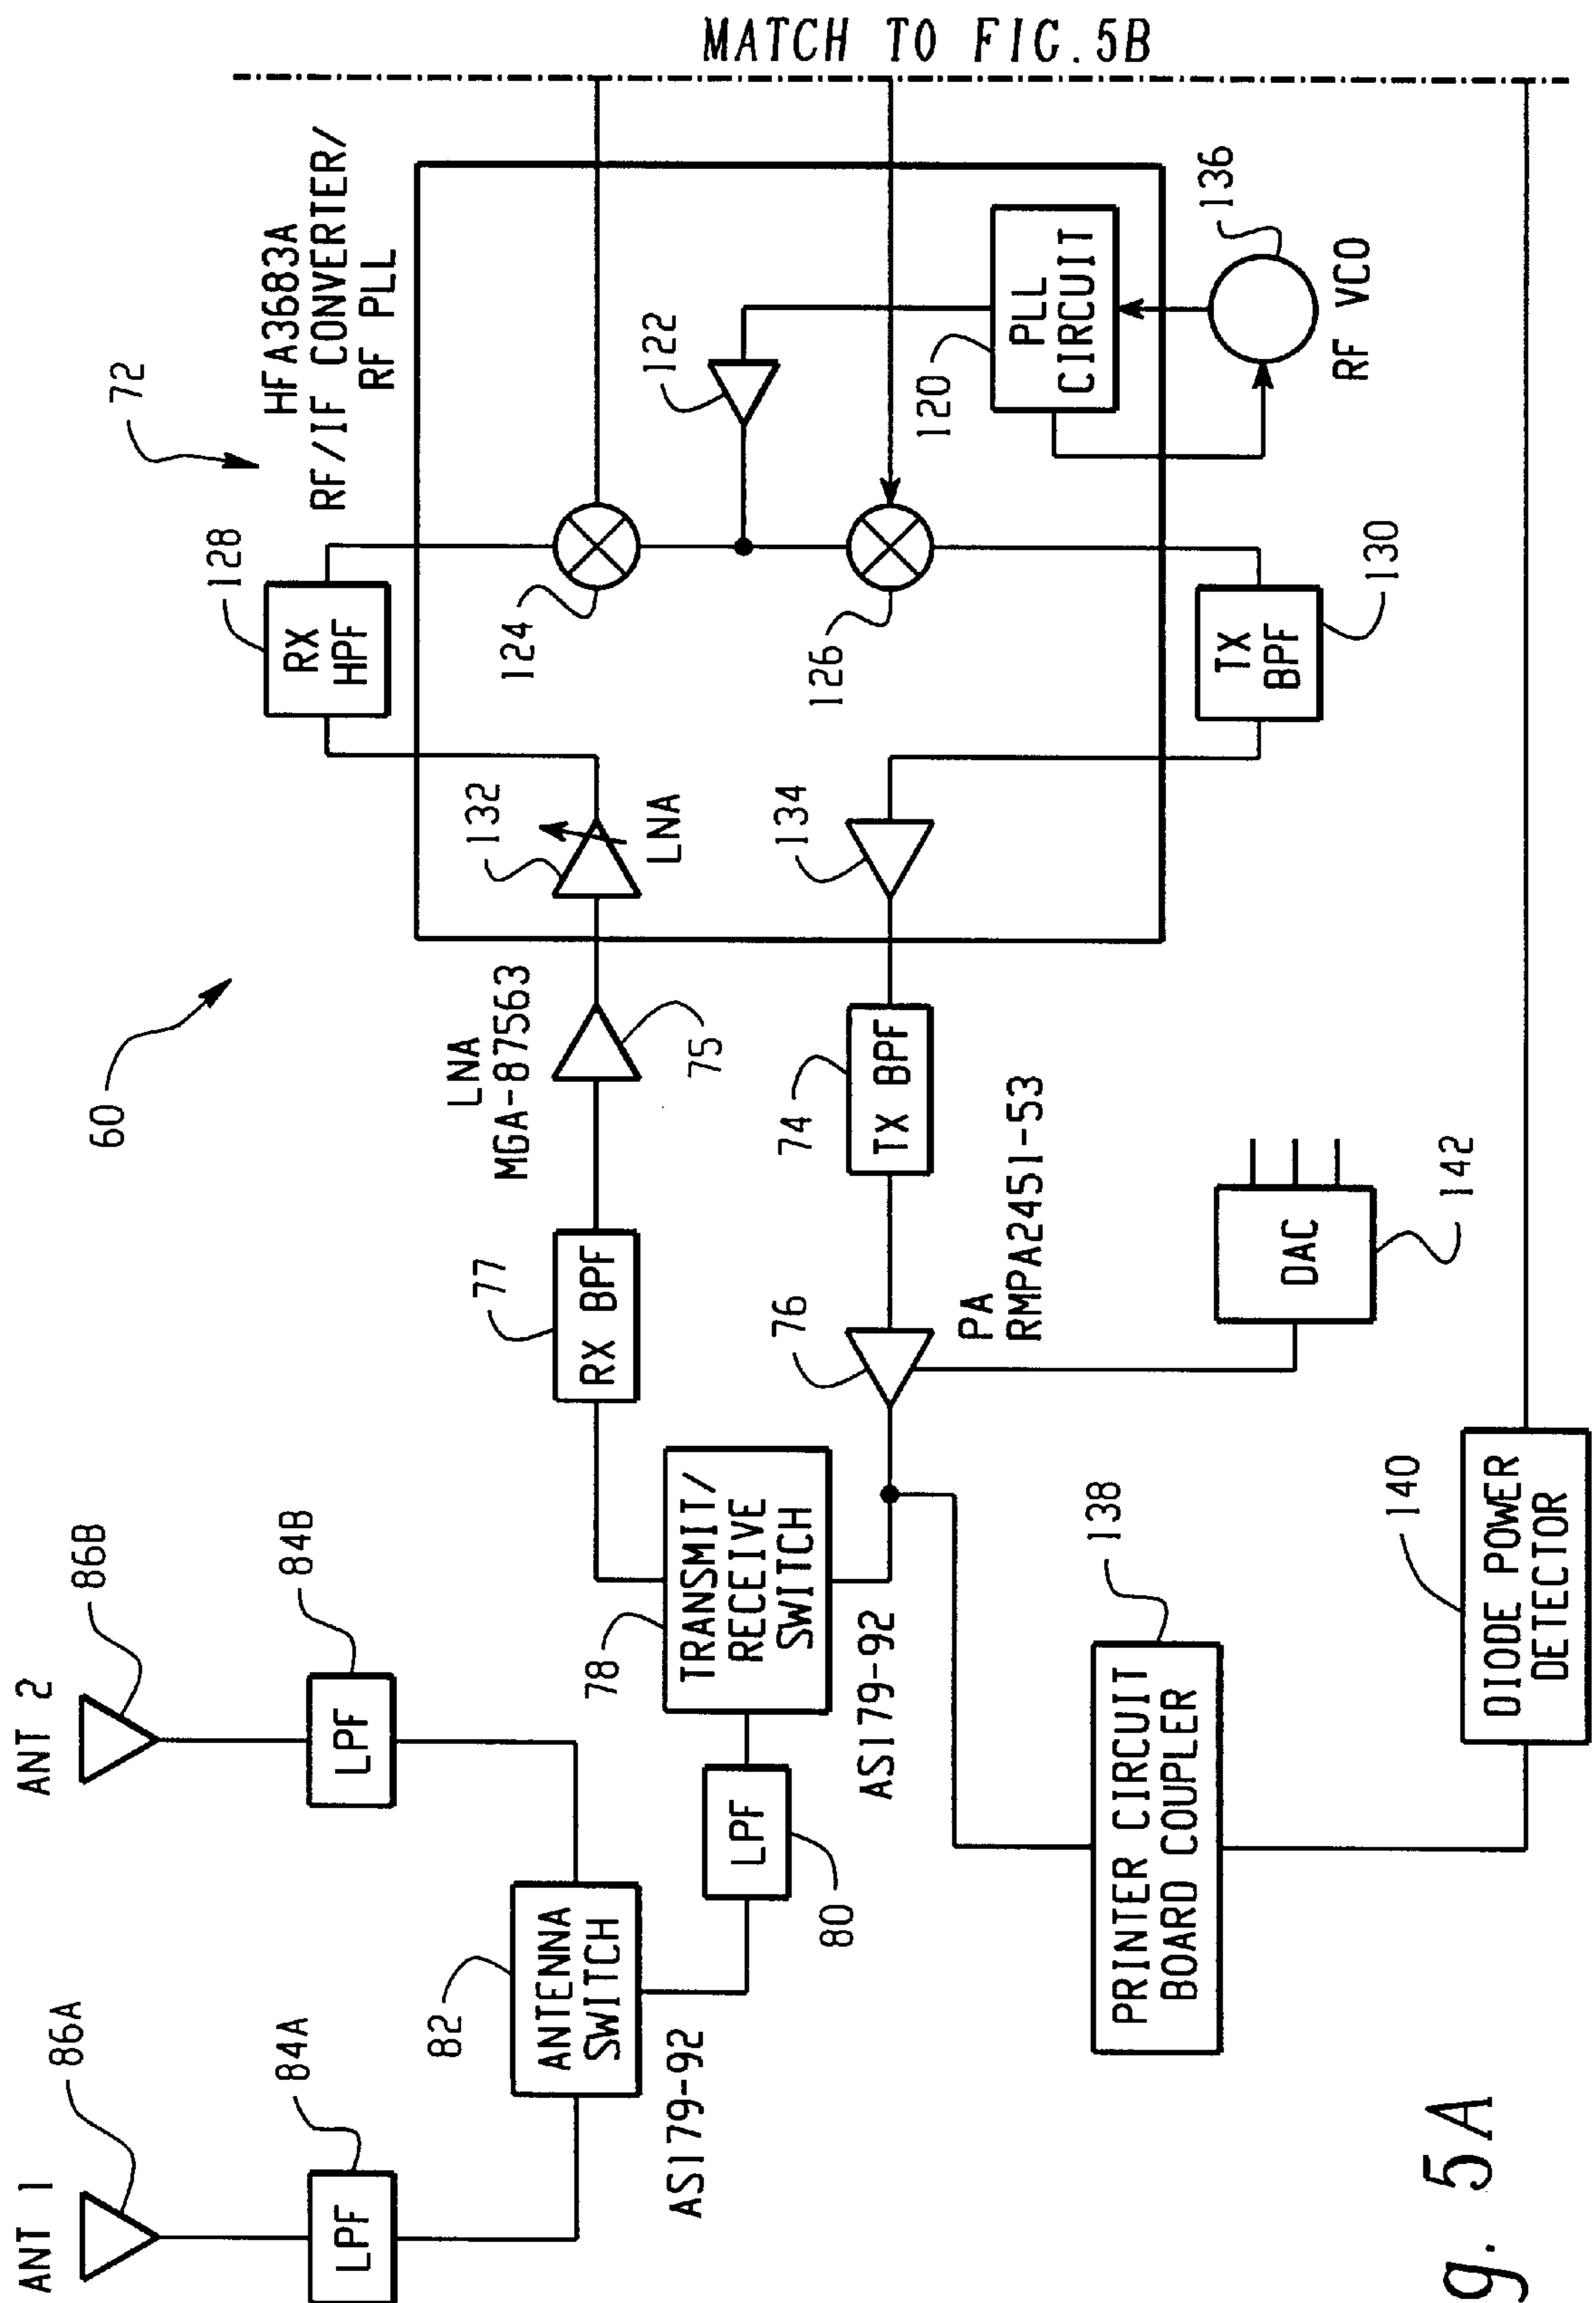 MATCH TO FIG.5B
60
72
HFA3683A
RF/IF CONVERTER/
RF PLL
128
RX
HPF
132
LNA
124
122
120
PLL
CIRCUIT
136
RF VCO
126
134
130
TX
BPF
ANT 1
86A
84A
LPF
ANT 2
86B
84B
LPF
82
ANTENNA
SWITCH
AS179-92
80
LPF
78
TRANSMIT/
RECEIVE
SWITCH
AS179-92
77
RX BPF
LNA
MGA-87563
75
74
TX BPF
76
PA
RMPA2451-53
DAC
142
138
PRINTER CIRCUIT
BOARD COUPLER
140
DIODE POWER
DETECTOR
g. 5A